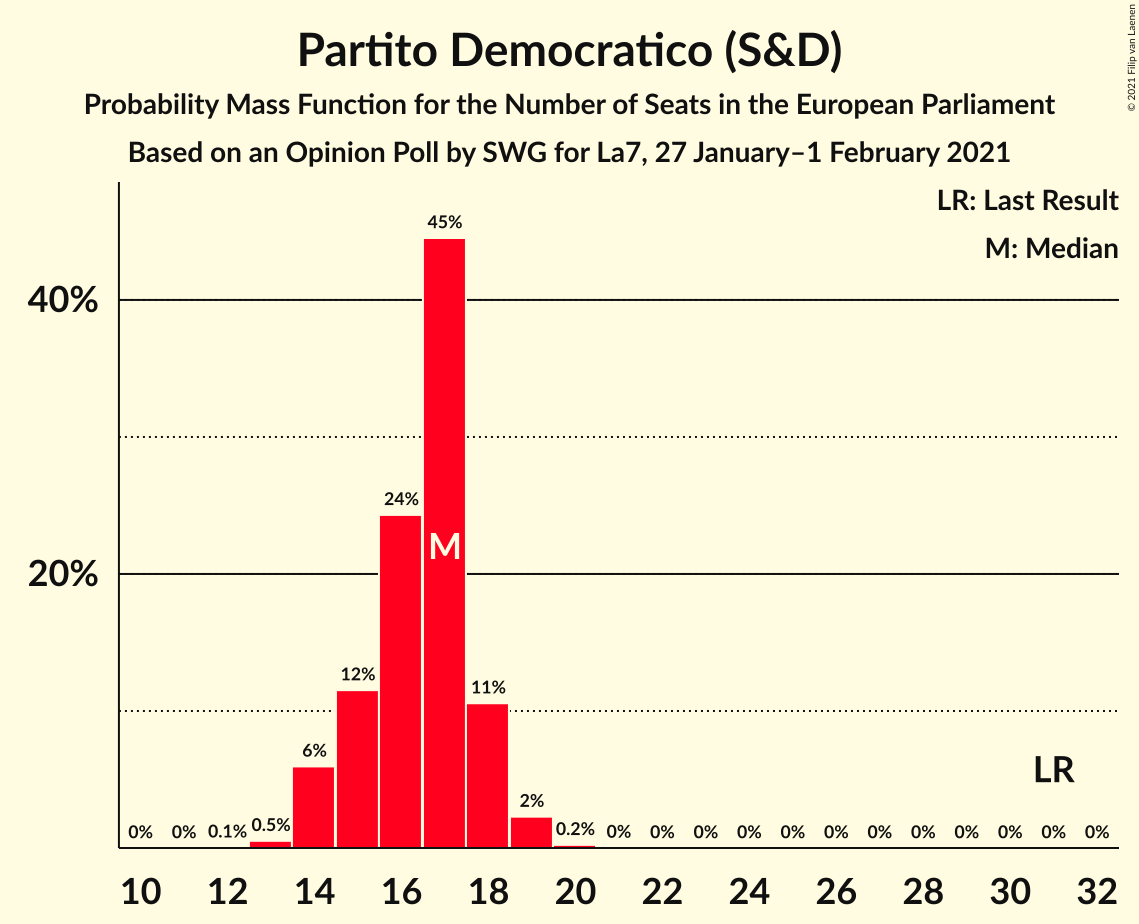 Partito Democratico (S&D)
Probability Mass Function for the Number of Seats in the European Parliament
Based on an Opinion Poll by SWG for La7, 27 January–1 February 2021
© 2021 Filip van Laenen
LR: Last Result
M: Median
40%
20%
0% 0% 0.1% 0.5% 6% 12% 24% 45% 11% 2% 0.2% 0% 0% 0% 0% 0% 0% 0% 0% 0% 0% 0% 0%
M
LR
10 12 14 16 18 20 22 24 26 28 30 32